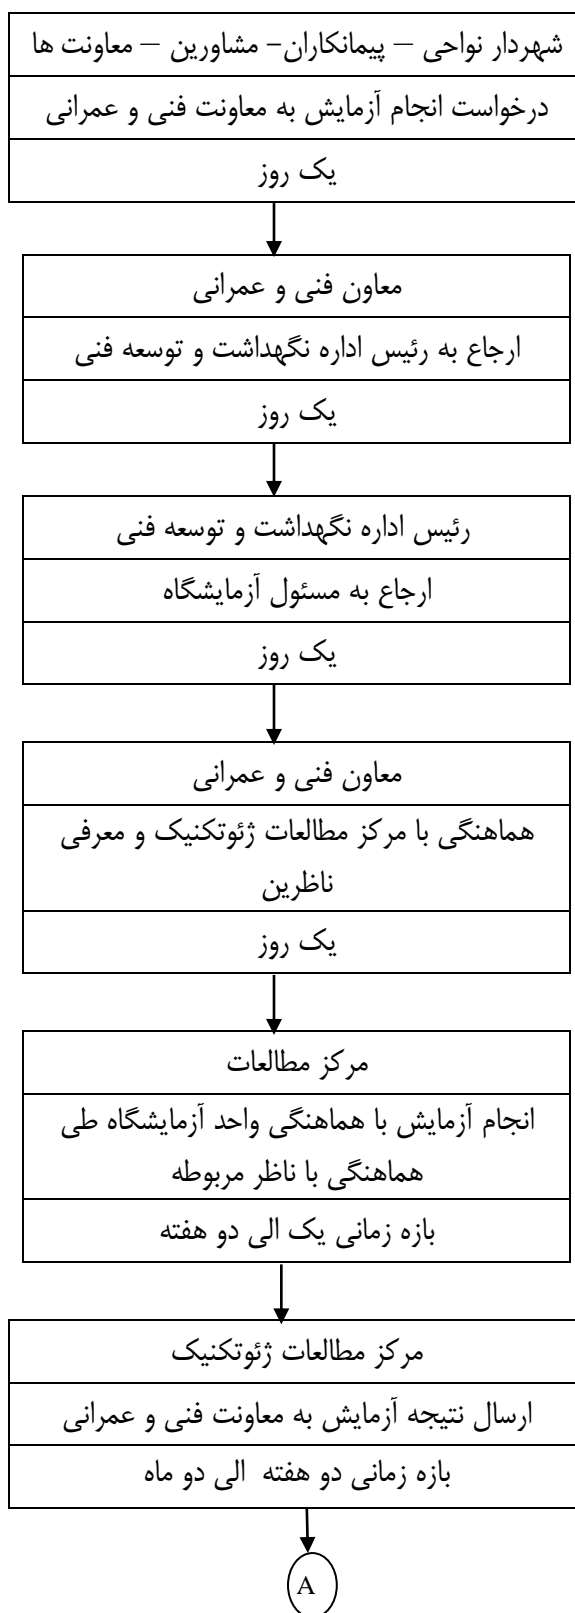 شهردار نواحی – پیمانکاران- مشاورین – معاونت ها
درخواست انجام آزمایش به معاونت فنی و عمرانی
یک روز
معاون فنی و عمرانی
ارجاع به رئیس اداره نگهداشت و توسعه فنی
یک روز
رئیس اداره نگهداشت و توسعه فنی
ارجاع به مسئول آزمایشگاه
یک روز
معاون فنی و عمرانی
هماهنگی با مرکز مطالعات ژئوتکنیک و معرفی
ناظرین
یک روز
مرکز مطالعات
انجام آزمایش با هماهنگی واحد آزمایشگاه طی
هماهنگی با ناظر مربوطه
بازه زمانی یک الی دو هفته
مرکز مطالعات ژئوتکنیک
ارسال نتیجه آزمایش به معاونت فنی و عمرانی
بازه زمانی دو هفته الی دو ماه
A